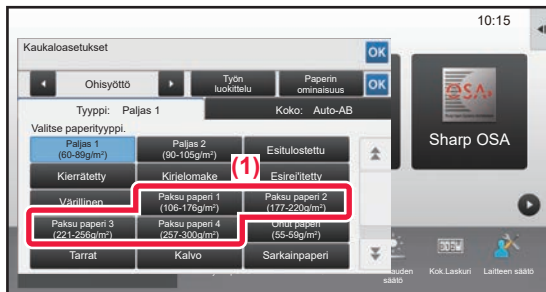 10:15
Kaukaloasetukset
OK
Ohisyöttö
Työn
luokittelu
Paperin
ominaisuus
OK
Tyyppi: Paljas 1
Koko: Auto-AB
Valitse paperityyppi.
Paljas 1
(60-89g/m²)
Paljas 2
(90-105g/m²)
Esitulostettu
Kierrätetty
Kirjelomake
Esirei'itetty
(1)
Värillinen
Paksu paperi 1
(106-176g/m²)
Paksu paperi 2
(177-220g/m²)
Paksu paperi 3
(221-256g/m²)
Paksu paperi 4
(257-300g/m²)
Ohut paperi
(55-59g/m²)
Tarrat
Kalvo
Sarkainpaperi
OSA
Sharp OSA
auden
säätö
Kok.Laskuri
Laitteen säätö